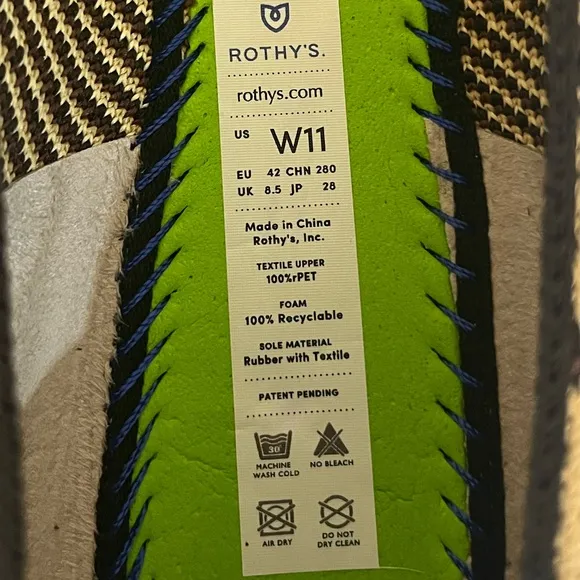 ROTHY'S.
rothys.com
US W11
EU 42 CHN 280
UK 8.5 JP 28
Made in China
Rothy's, Inc.
TEXTILE UPPER
100%rPET
FOAM
100% Recyclable
SOLE MATERIAL
Rubber with Textile
PATENT PENDING
30°
MACHINE WASH COLD
NO BLEACH
AIR DRY
DO NOT DRY CLEAN